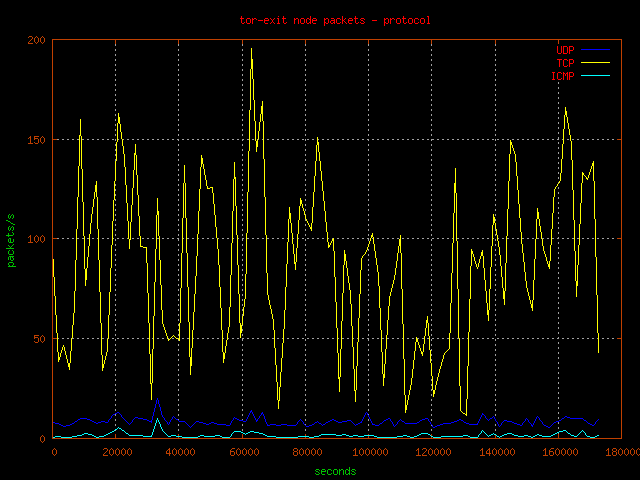 tor-exit node packets - protocol
200
UDP
TCP
ICMP
150
packets/s
100
50
0
0 20000 40000 60000 80000 100000 120000 140000 160000 180000
seconds